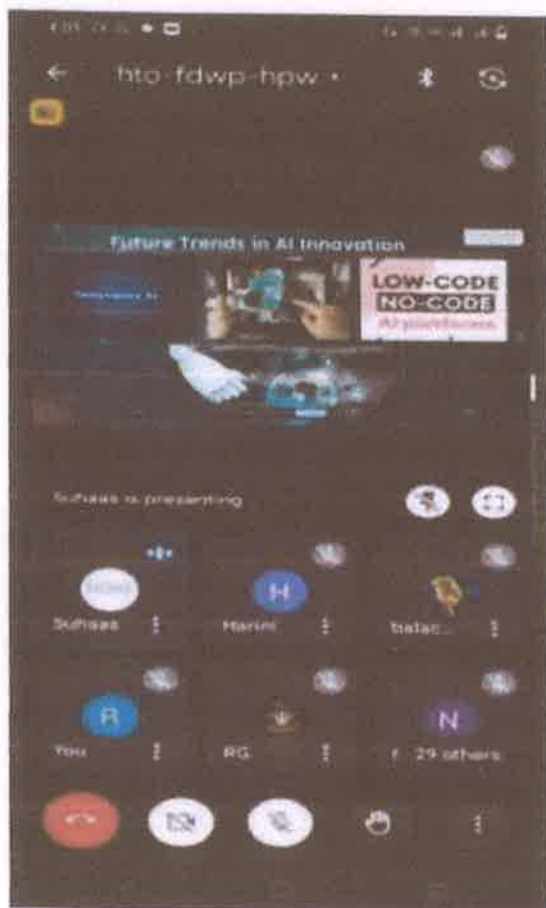 hto-fdwp-hpw
Future Trends in AI Innovation
LOW-CODE
NO-CODE
AI platforms
Suhaas is presenting
Suhaas
H
Harini
balac...
R
You
RG
N
29 others